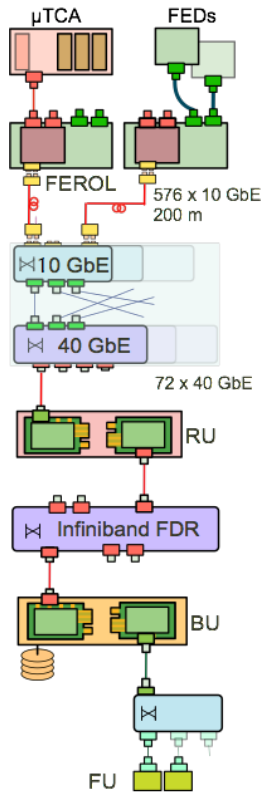 µTCA
FEDs
FEROL
576 x 10 GbE
200 m
10 GbE
40 GbE
72 x 40 GbE
RU
Infiniband FDR
BU
FU